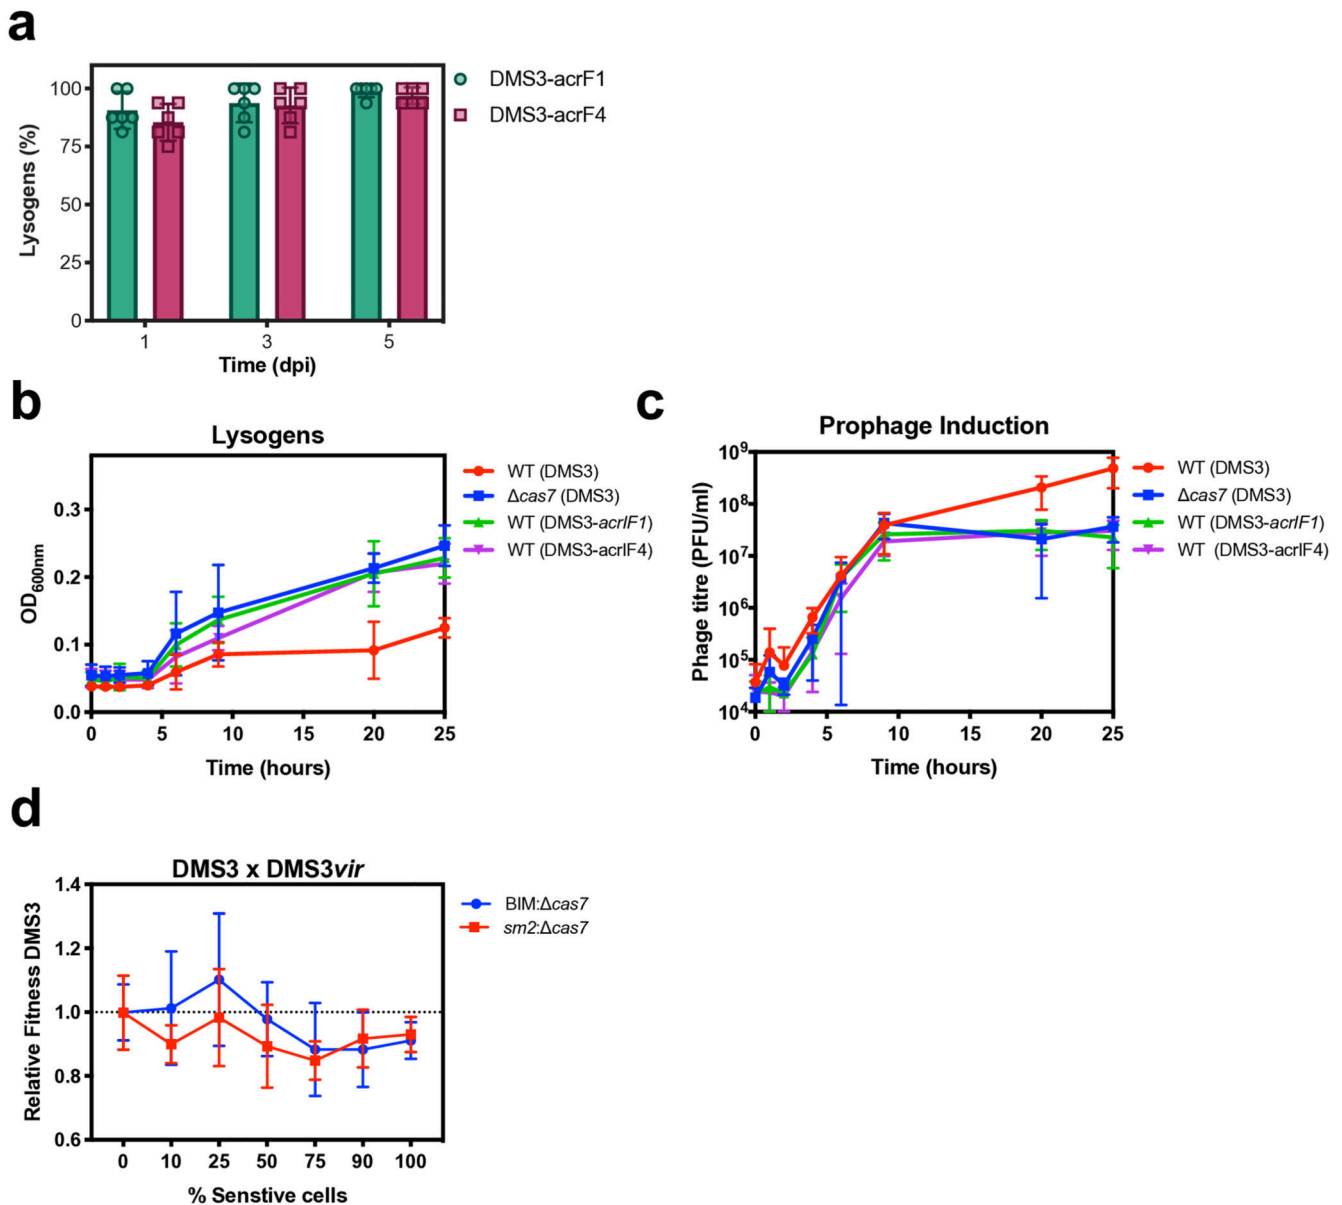 a
DMS3-acrF1
DMS3-acrF4
Lysogens (%)
100
75
50
25
0
1 3 5
Time (dpi)
b
Lysogens
WT (DMS3)
Δcas7 (DMS3)
WT (DMS3-acrIF1)
WT (DMS3-acrIF4)
OD600nm
0.3
0.2
0.1
0.0
0 5 10 15 20 25
Time (hours)
c
Prophage Induction
WT (DMS3)
Δcas7 (DMS3)
WT (DMS3-acrIF1)
WT (DMS3-acrIF4)
Phage titre (PFU/ml)
10⁹
10⁸
10⁷
10⁶
10⁵
10⁴
0 5 10 15 20 25
Time (hours)
d
DMS3 x DMS3vir
BIM:Δcas7
sm2:Δcas7
Relative Fitness DMS3
1.4
1.2
1.0
0.8
0.6
0 10 25 50 75 90 100
% Senstive cells